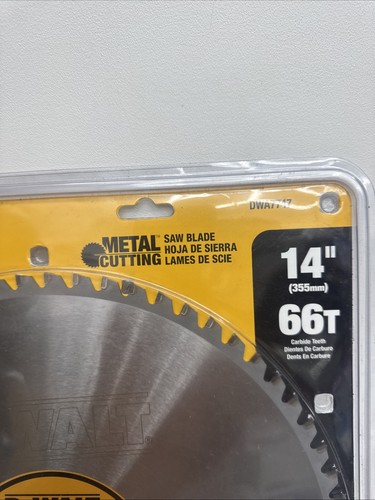 DWA7747
METAL
CUTTING
SAW BLADE
HOJA DE SIERRA
LAMES DE SCIE
14"
(355mm)
66T
Carbide Teeth
Dientes De Carburo
Dents En Carbure